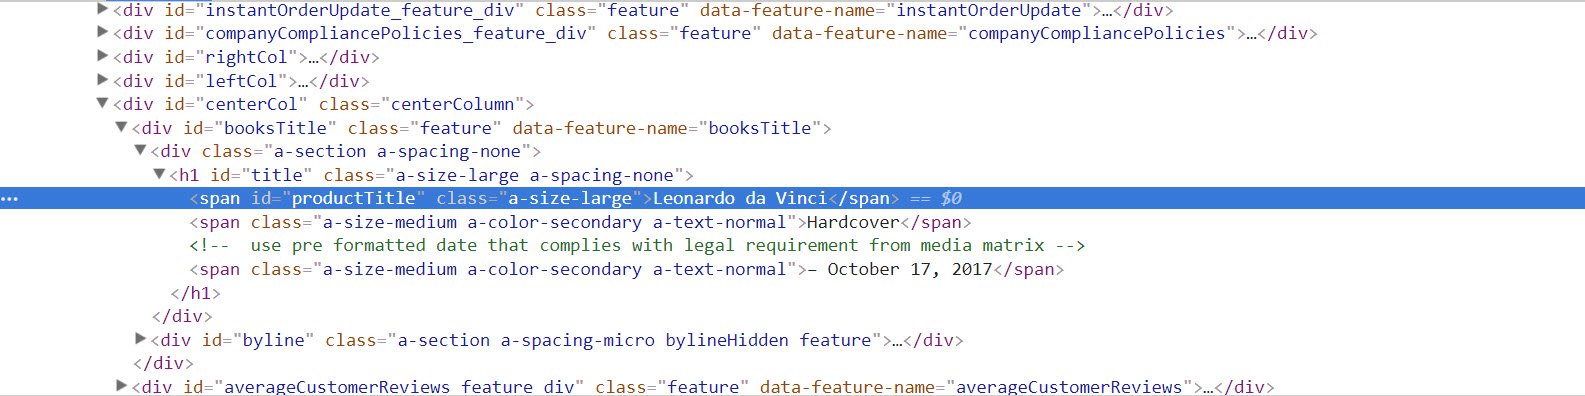 ▶<div id="instantOrderUpdate_feature_div" class="feature" data-feature-name="instantOrderUpdate">…</div>
▶<div id="companyCompliancePolicies_feature_div" class="feature" data-feature-name="companyCompliancePolicies">…</div>
▶<div id="rightCol">…</div>
▶<div id="leftCol">…</div>
▼<div id="centerCol" class="centerColumn">
▼<div id="booksTitle" class="feature" data-feature-name="booksTitle">
▼<div class="a-section a-spacing-none">
▼<h1 id="title" class="a-size-large a-spacing-none">
… <span id="productTitle" class="a-size-large">Leonardo da Vinci</span> == $0
<span class="a-size-medium a-color-secondary a-text-normal">Hardcover</span>
<!-- use pre formatted date that complies with legal requirement from media matrix -->
<span class="a-size-medium a-color-secondary a-text-normal">– October 17, 2017</span>
</h1>
</div>
▶<div id="byline" class="a-section a-spacing-micro bylineHidden feature">…</div>
</div>
▶<div id="averageCustomerReviews_feature_div" class="feature" data-feature-name="averageCustomerReviews">…</div>